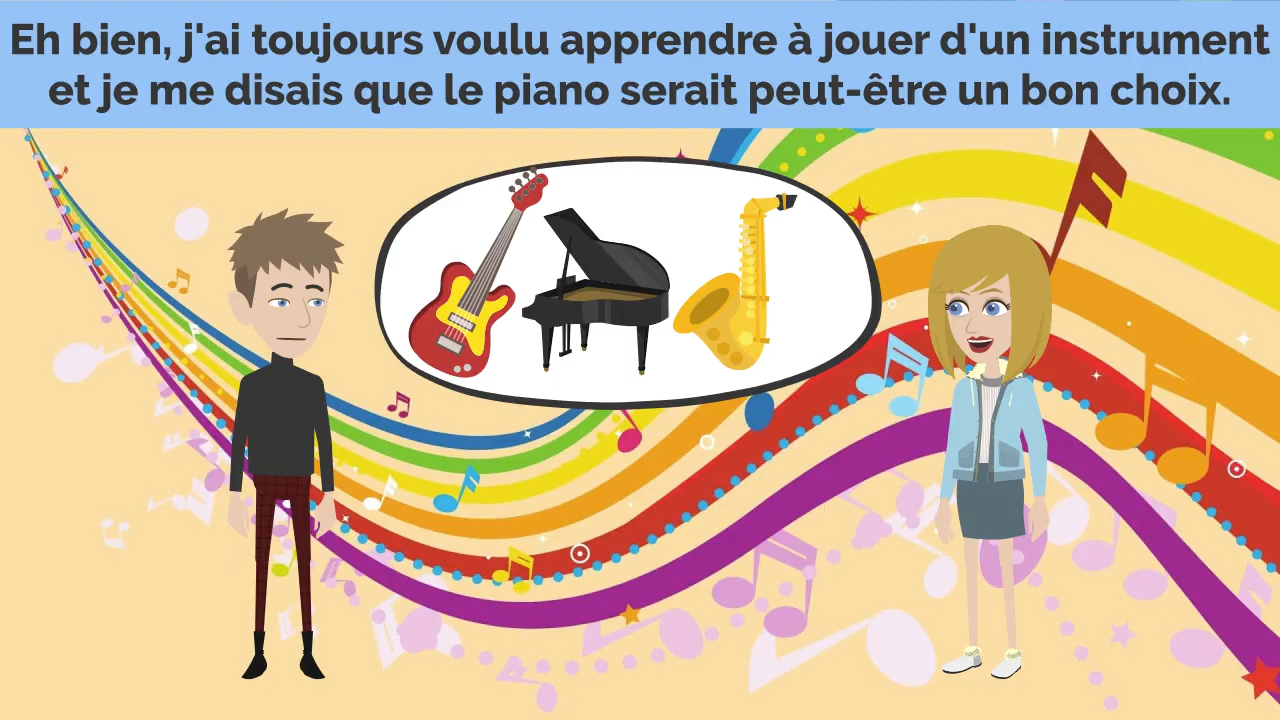 Eh bien, j'ai toujours voulu apprendre à jouer d'un instrument
et je me disais que le piano serait peut-être un bon choix.